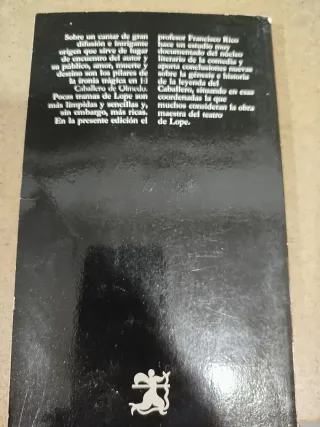 Sobre un cantar de gran
difusión e intrigante
origen que sirve de lugar
de encuentro del autor y
su público, amor, muerte y
destino son los pilares de
la ironía trágica en El
Caballero de Olmedo.
Pocas tramas de Lope son
más límpidas y sencillas y,
sin embargo, más ricas.
En la presente edición el
profesor Francisco Rico
hace un estudio muy
documentado del núcleo
literario de la comedia y
aporta conclusiones nuevas
sobre la génesis e historia
de la leyenda del
Caballero, situando en esas
coordenadas la que
muchos consideran la obra
maestra del teatro
de Lope.